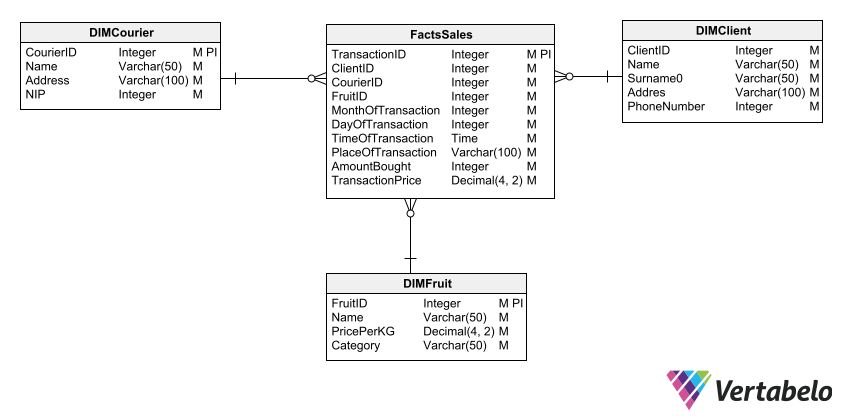 DIMCourier
CourierID Integer M PI
Name Varchar(50) M
Address Varchar(100) M
NIP Integer M
FactsSales
TransactionID Integer M PI
ClientID Integer M
CourierID Integer M
FruitID Integer M
MonthOfTransaction Integer M
DayOfTransaction Integer M
TimeOfTransaction Time M
PlaceOfTransaction Varchar(100) M
AmountBought Integer M
TransactionPrice Decimal(4, 2) M
DIMClient
ClientID Integer M
Name Varchar(50) M
Surname0 Varchar(50) M
Addres Varchar(100) M
PhoneNumber Integer M
DIMFruit
FruitID Integer M PI
Name Varchar(50) M
PricePerKG Decimal(4, 2) M
Category Varchar(50) M
Vertabelo